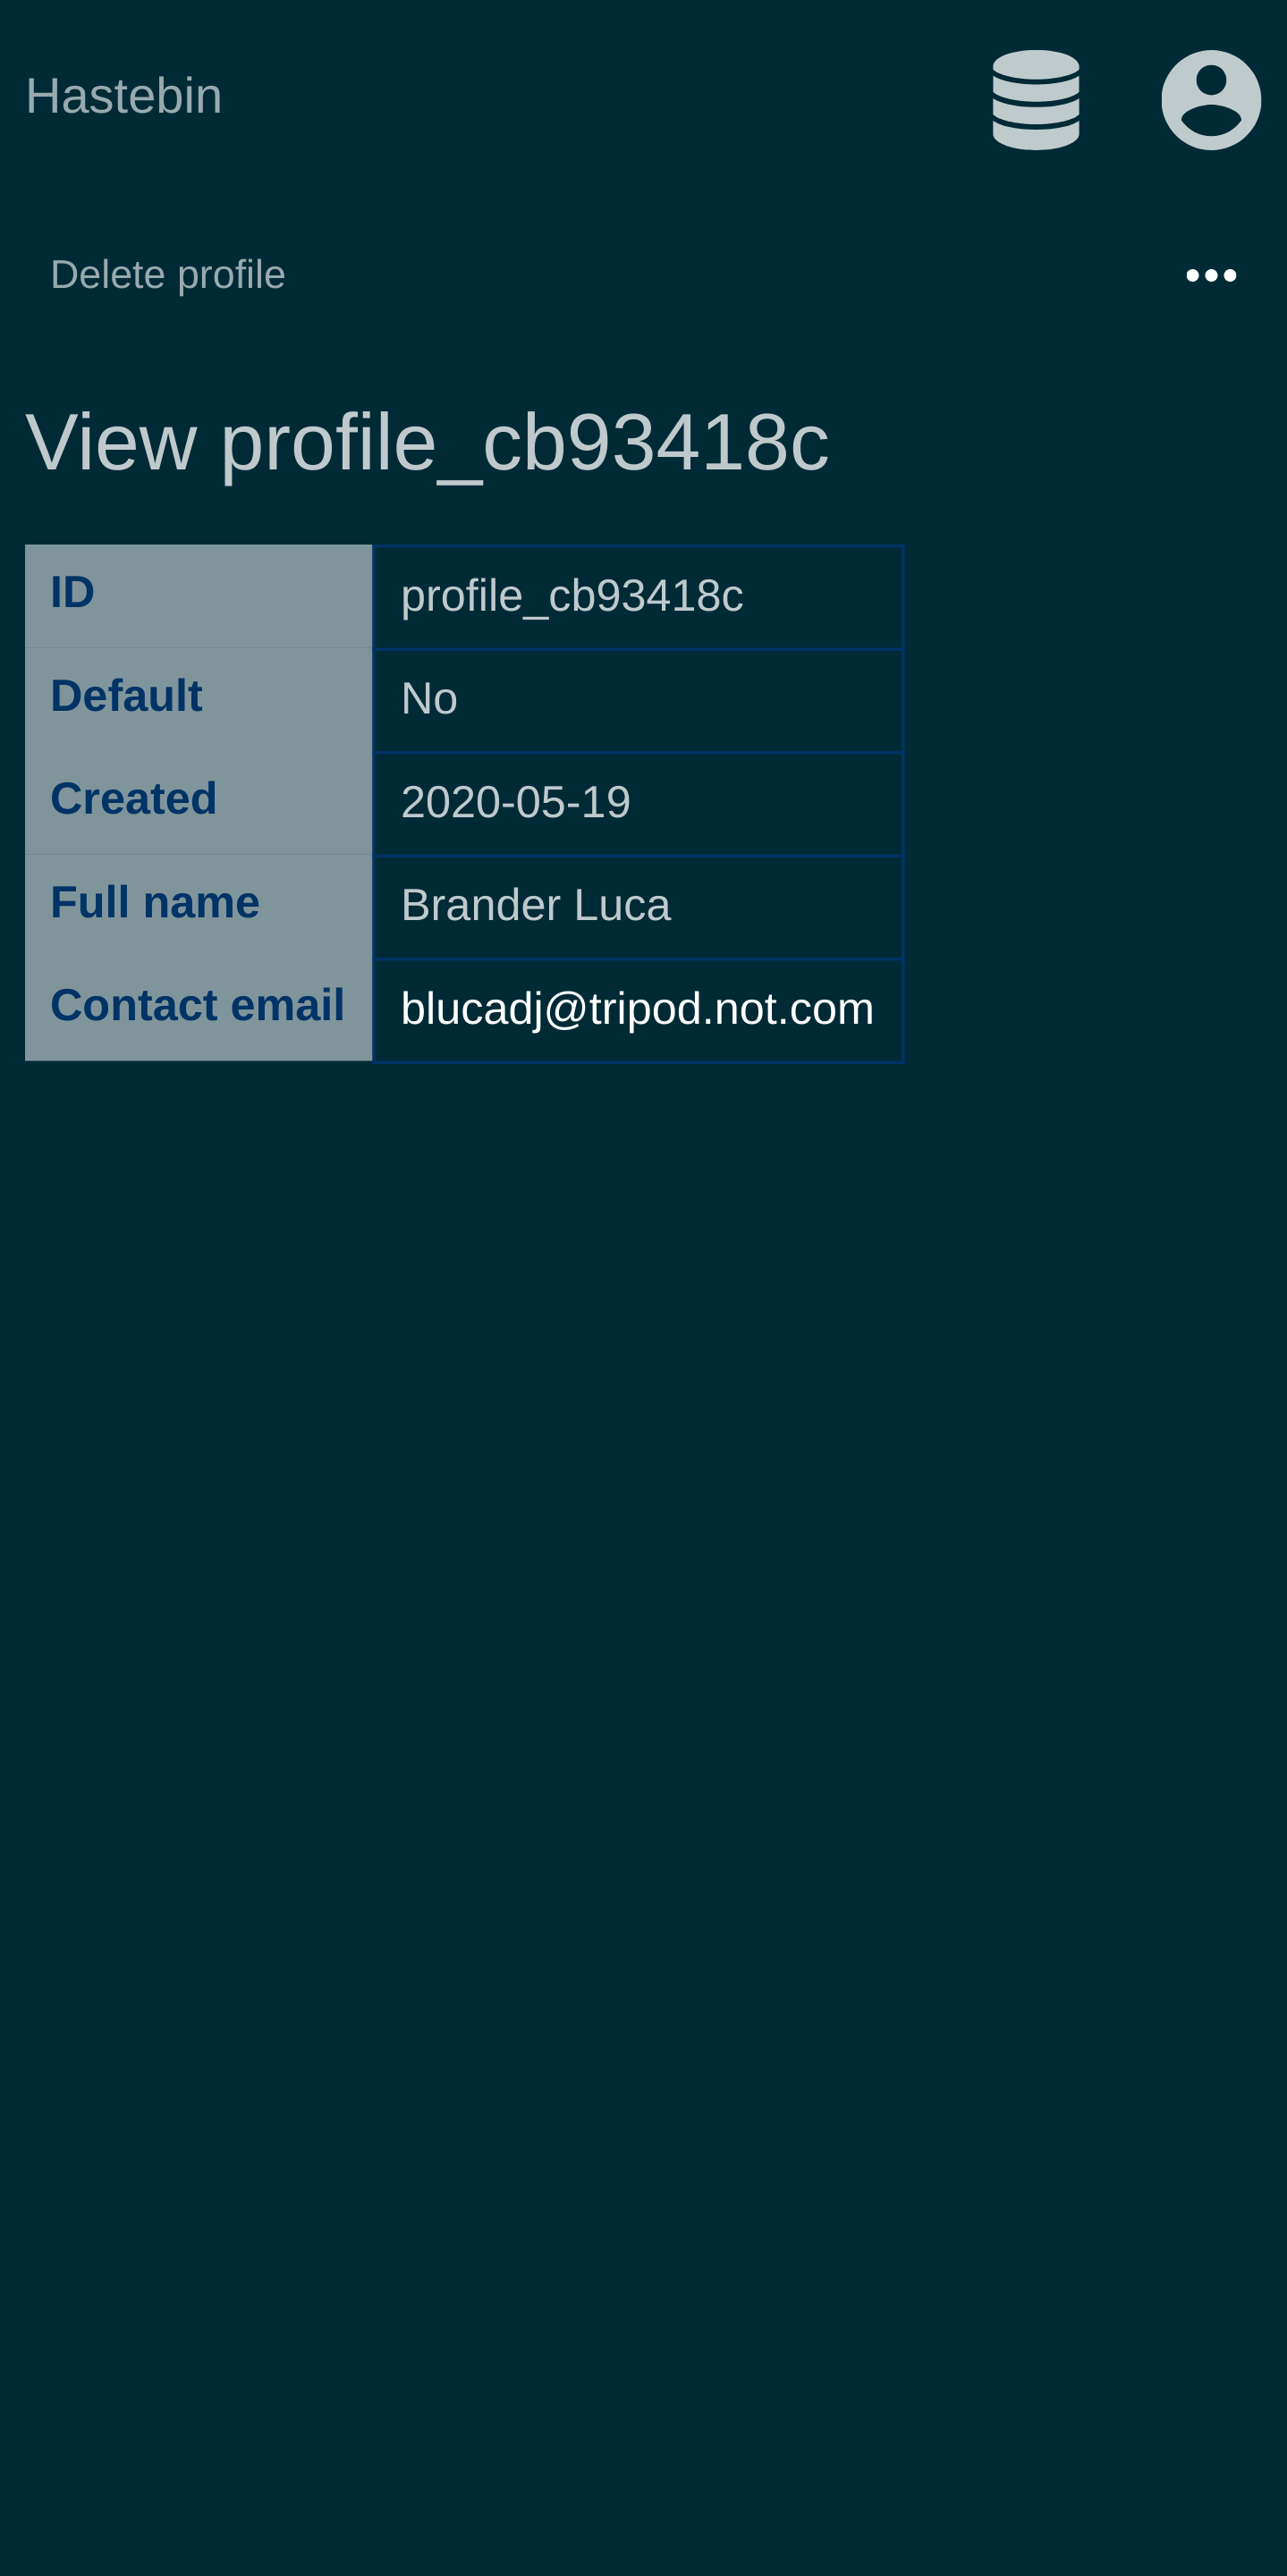 Hastebin
Delete profile
View profile_cb93418c
ID profile_cb93418c
Default No
Created 2020-05-19
Full name Brander Luca
Contact email blucadj@tripod.not.com